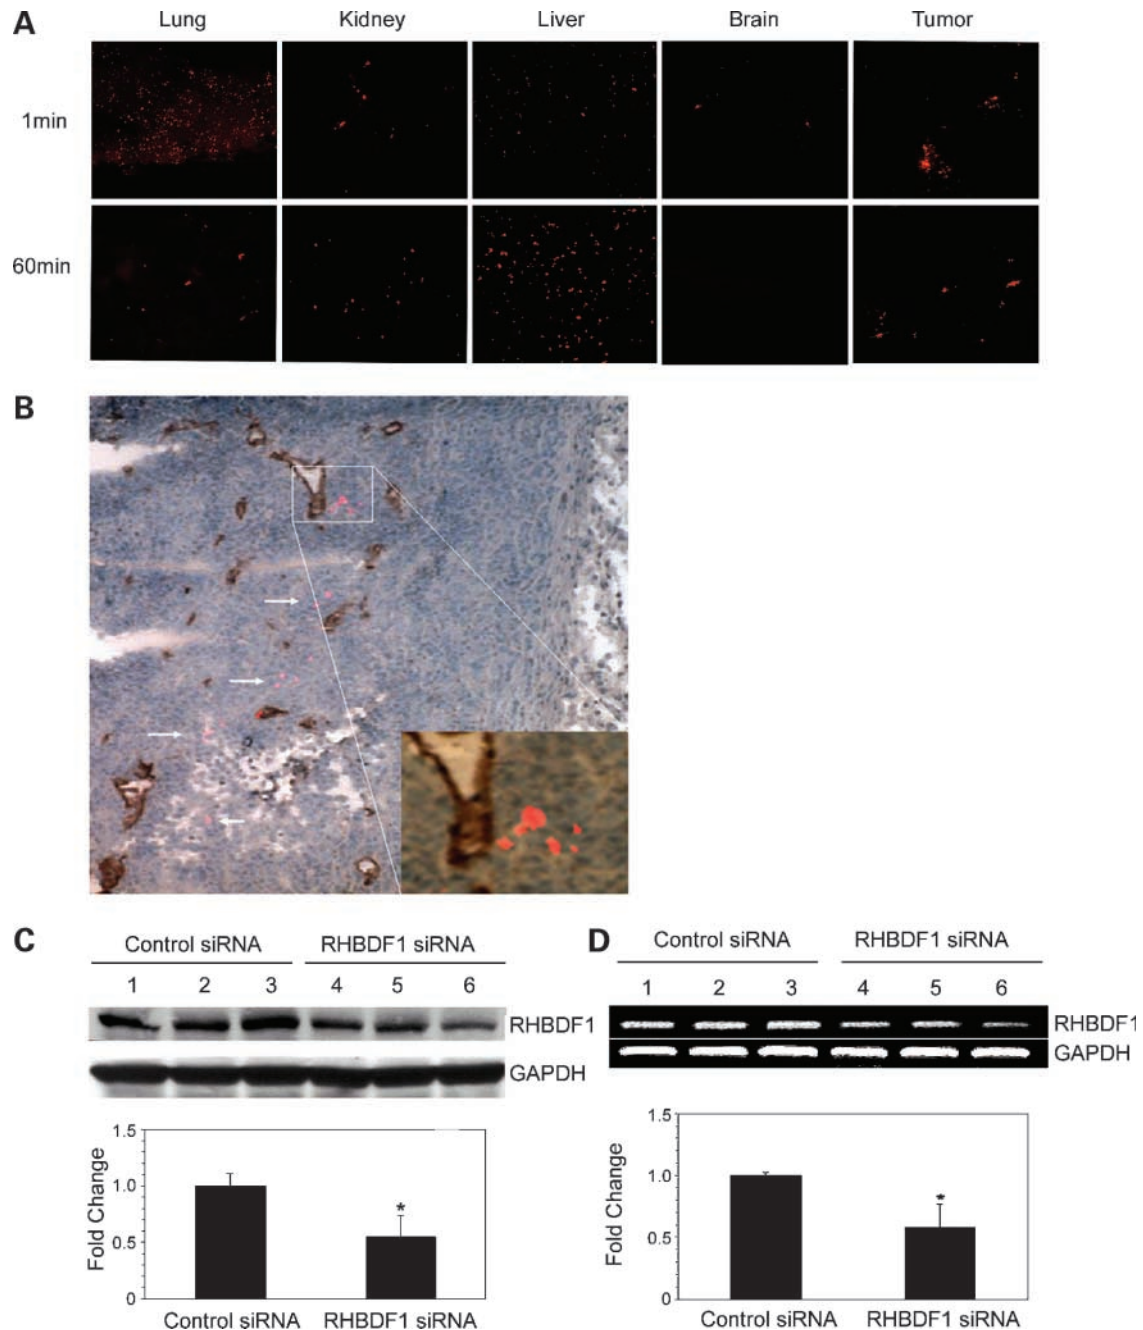 A
Lung Kidney Liver Brain Tumor
1min
60min
B
C
Control siRNA RHBDF1 siRNA
1 2 3 4 5 6
RHBDF1
GAPDH
1.5
1.0
0.5
0
Fold Change
*
Control siRNA RHBDF1 siRNA
D
Control siRNA RHBDF1 siRNA
1 2 3 4 5 6
RHBDF1
GAPDH
1.5
1.0
0.5
0
Fold Change
*
Control siRNA RHBDF1 siRNA